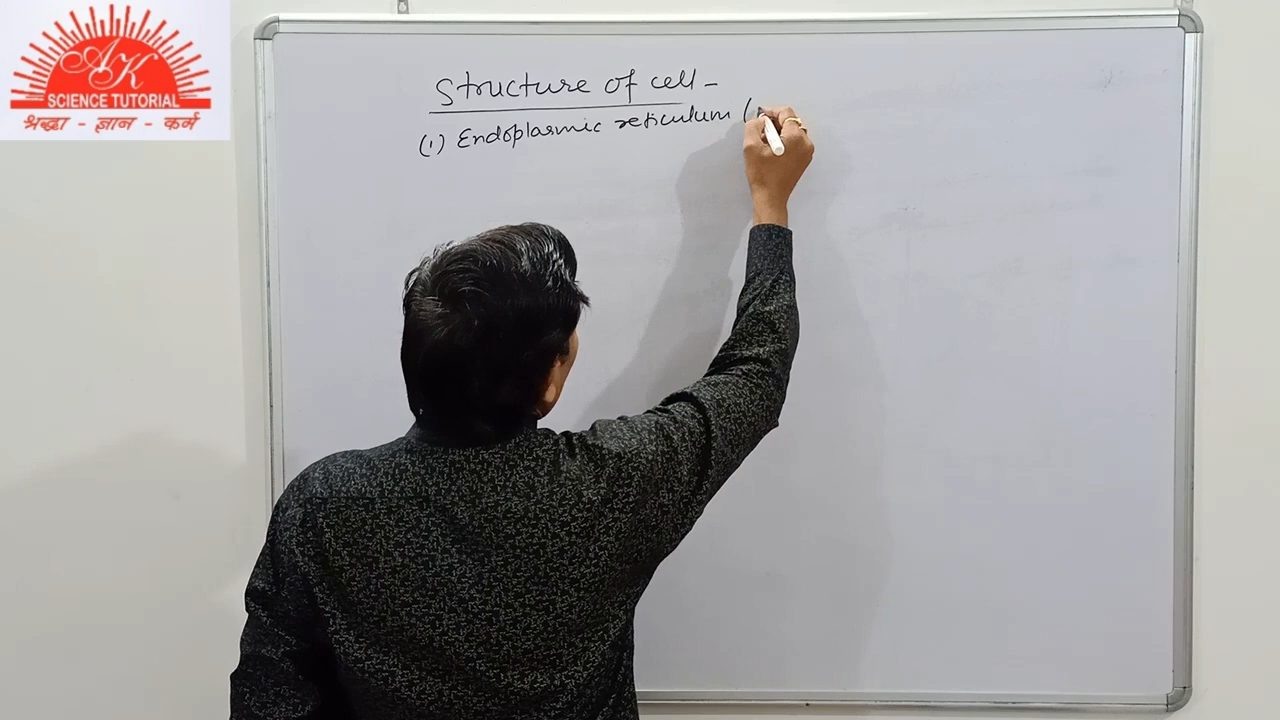 AK
SCIENCE TUTORIAL
श्रद्धा - ज्ञान - कर्म
Structure of cell -
(1) Endoplasmic reticulum (